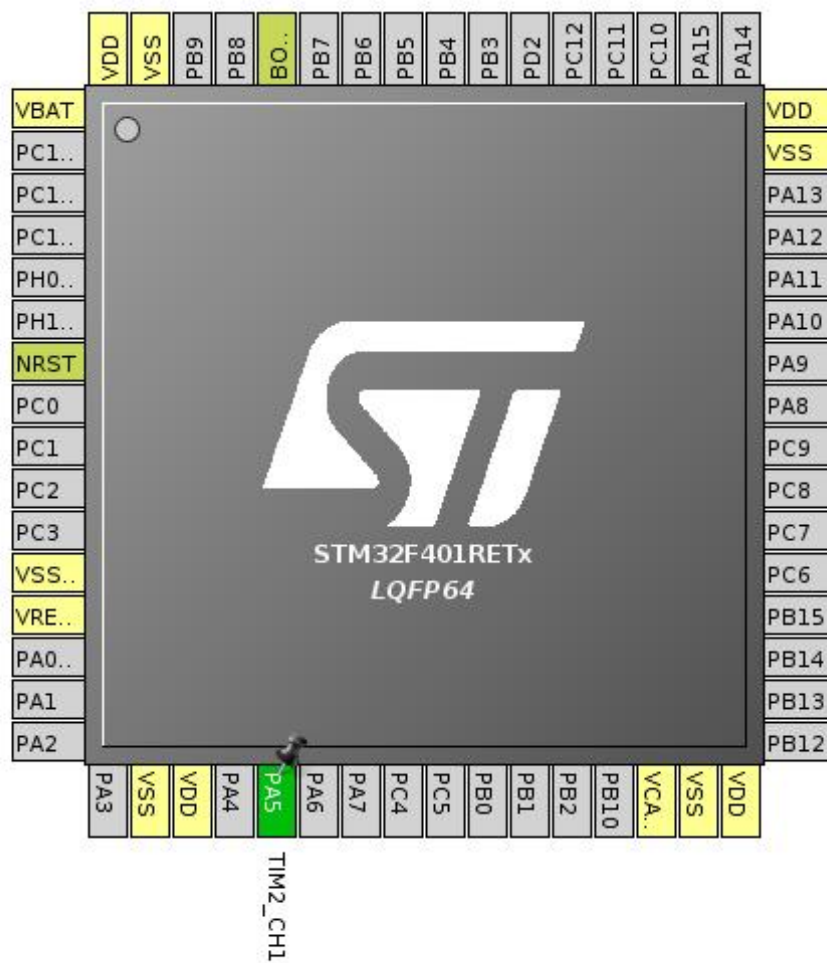 VDD
VSS
PB9
PB8
BO..
PB7
PB6
PB5
PB4
PB3
PD2
PC12
PC11
PC10
PA15
PA14
VBAT
PC1..
PC1..
PC1..
PH0..
PH1..
NRST
PC0
PC1
PC2
PC3
VSS..
VRE..
PA0..
PA1
PA2
VDD
VSS
PA13
PA12
PA11
PA10
PA9
PA8
PC9
PC8
PC7
PC6
PB15
PB14
PB13
PB12
STM32F401RETx
LQFP64
PA3
VSS
VDD
PA4
PA5
PA6
PA7
PC4
PC5
PB0
PB1
PB2
PB10
VCA..
VSS
VDD
TIM2_CH1